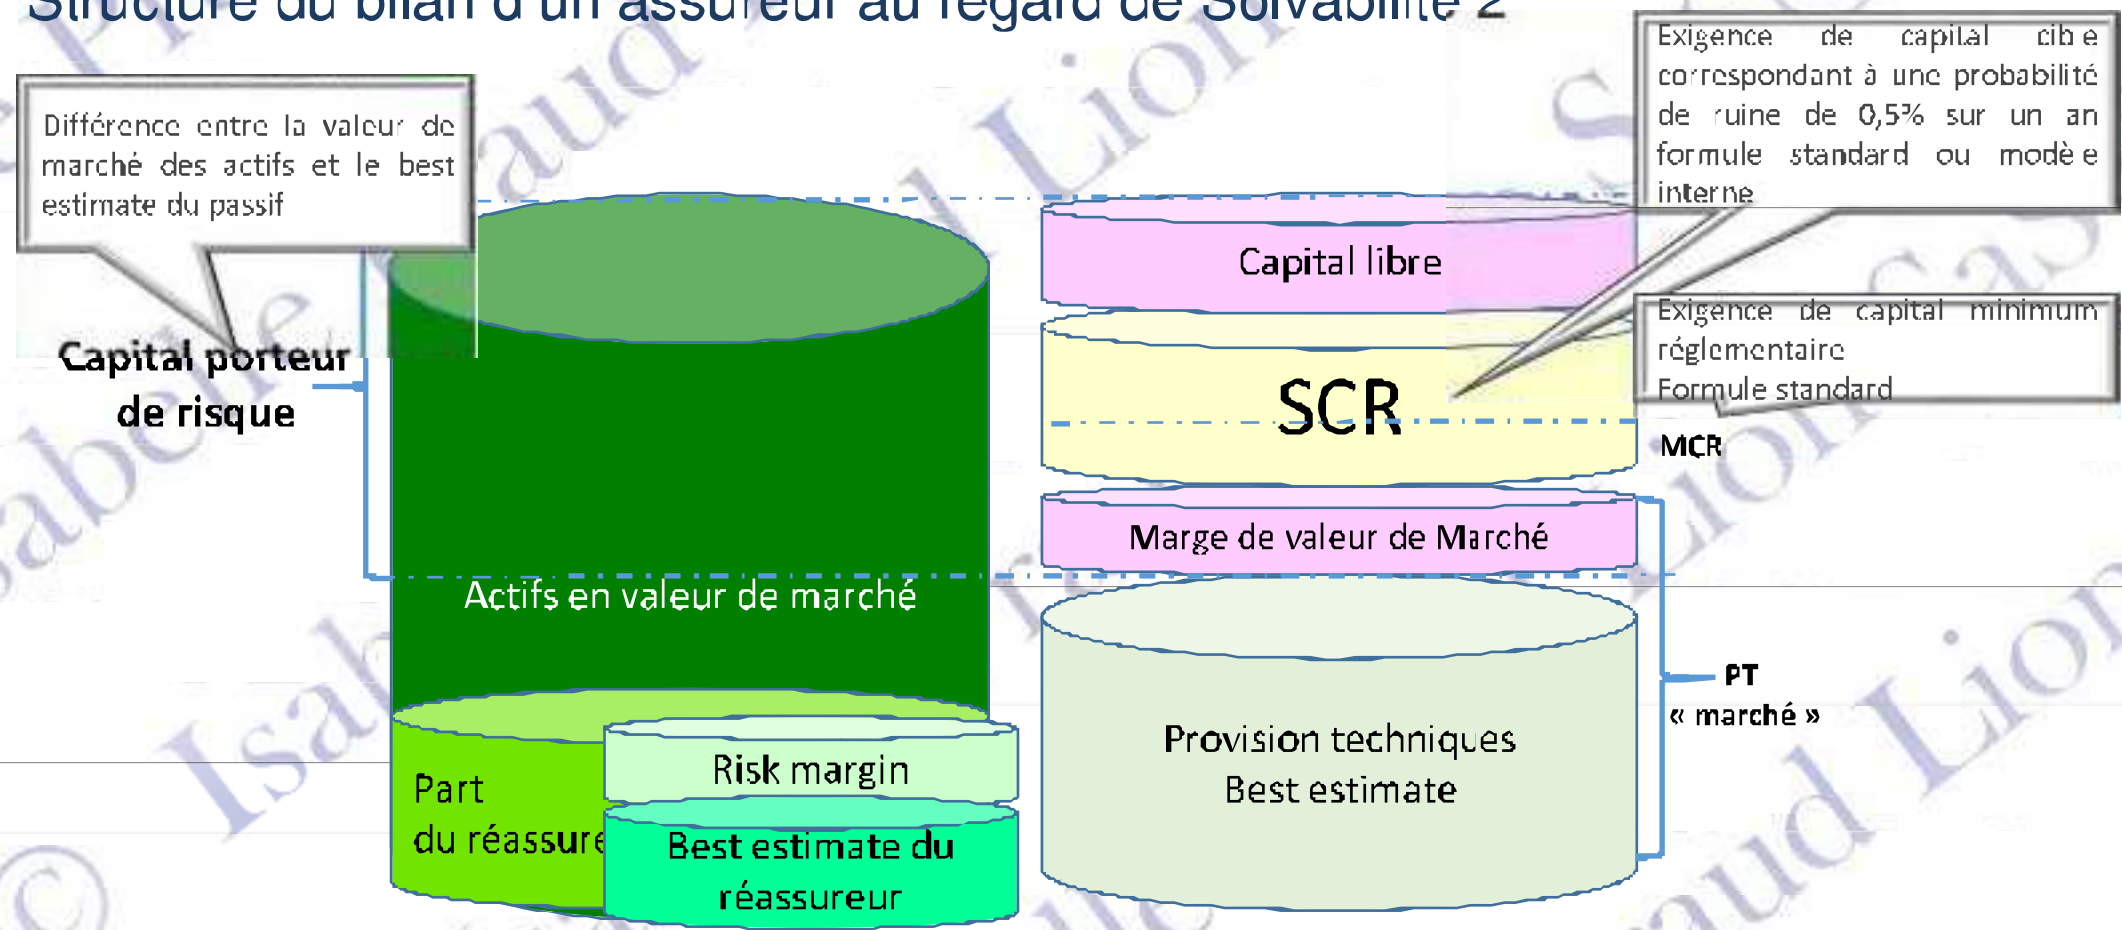 Structure du bilan d'un assureur au regard de Solvabilité 2
Différence entre la valeur de
marché des actifs et le best
estimate du passif
Exigence de capital cible
correspondant à une probabilité
de ruine de 0,5% sur un an
formule standard ou modèle
interne
Capital libre
Exigence de capital minimum
réglementaire
Formule standard
Capital porteur
de risque
SCR
MCR
Marge de valeur de Marché
Actifs en valeur de marché
PT
« marché »
Provision techniques
Best estimate
Risk margin
Part
du réassure
Best estimate du
réassureur